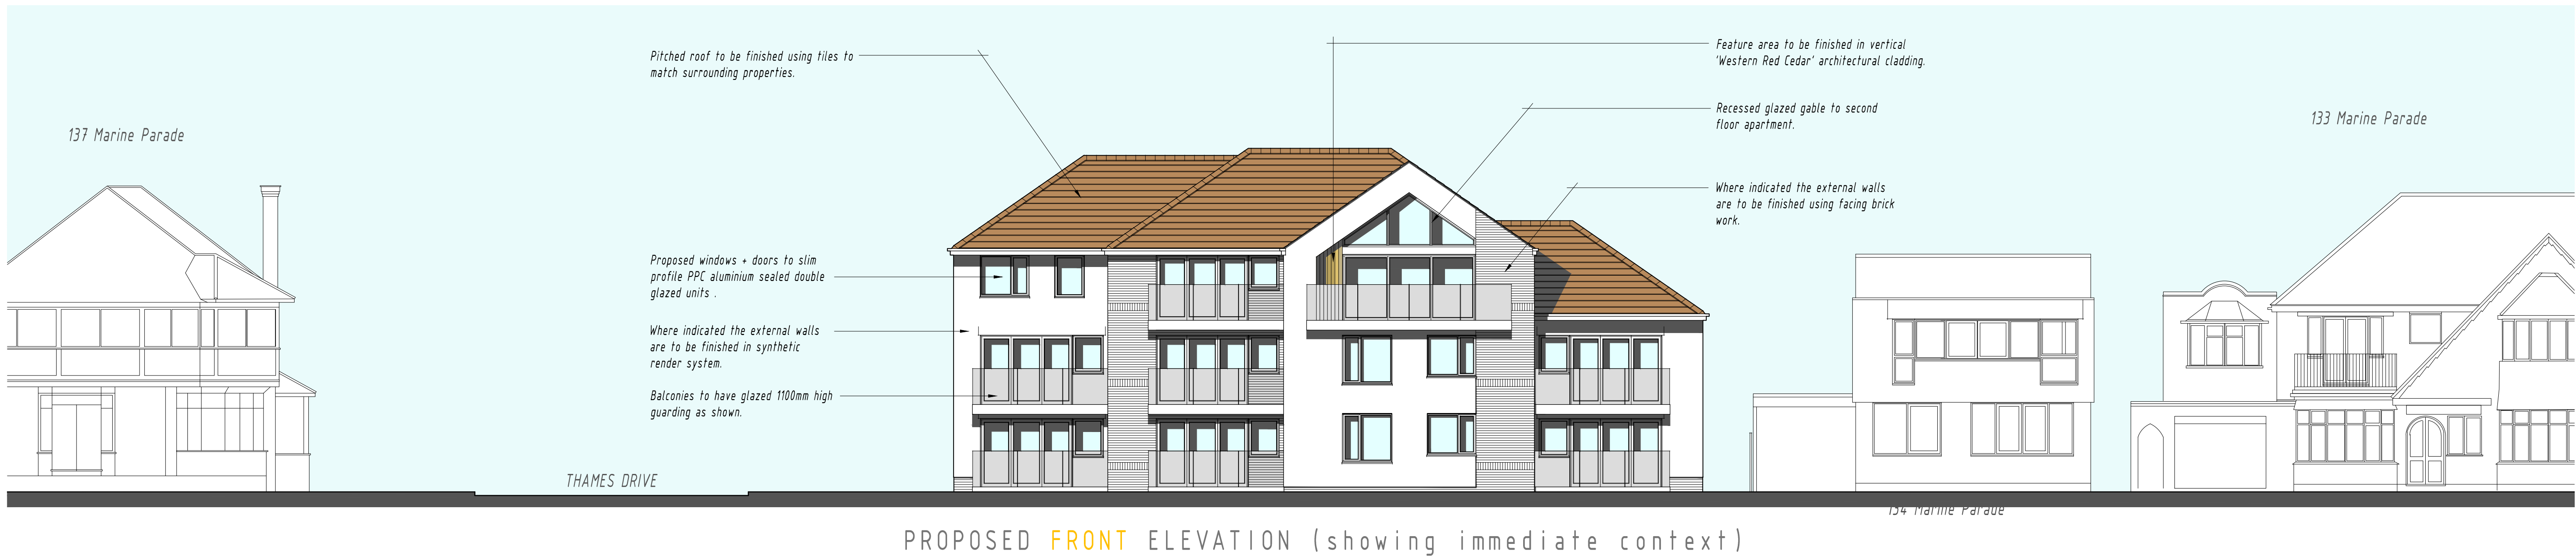 137 Marine Parade
Pitched roof to be finished using tiles to
match surrounding properties.
Proposed windows + doors to slim
profile PPC aluminium sealed double
glazed units .
Where indicated the external walls
are to be finished in synthetic
render system.
Balconies to have glazed 1100mm high
guarding as shown.
THAMES DRIVE
Feature area to be finished in vertical
'Western Red Cedar' architectural cladding.
Recessed glazed gable to second
floor apartment.
Where indicated the external walls
are to be finished using facing brick
work.
133 Marine Parade
134 Marine Parade
PROPOSED FRONT ELEVATION (showing immediate context)